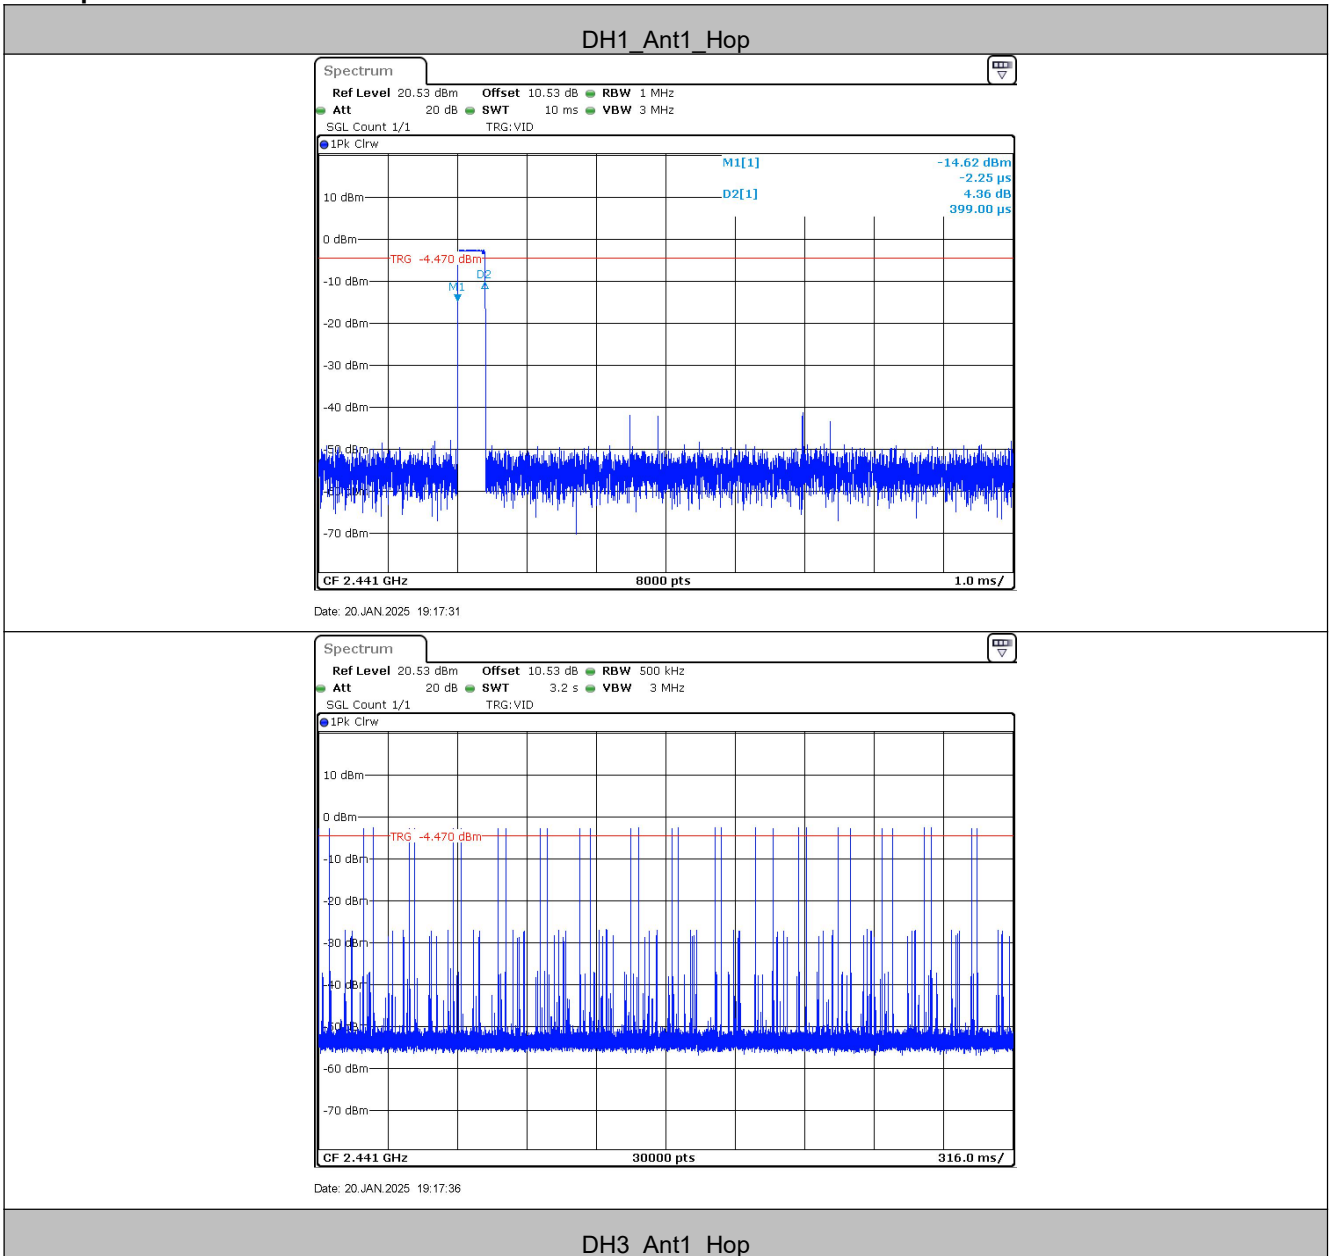 DH1_Ant1_Hop
Spectrum
Ref Level 20.53 dBm Offset 10.53 dB RBW 1 MHz
Att 20 dB SWT 10 ms VBW 3 MHz
SGL Count 1/1 TRG:VID
1Pk Clrw
M1[1] -14.62 dBm
-2.25 µs
D2[1] 4.36 dB
399.00 µs
10 dBm
0 dBm
TRG -4.470 dBm
D2
-10 dBm
M1
-20 dBm
-30 dBm
-40 dBm
-50 dBm
-60 dBm
-70 dBm
CF 2.441 GHz 8000 pts 1.0 ms/
Date: 20.JAN.2025 19:17:31
Spectrum
Ref Level 20.53 dBm Offset 10.53 dB RBW 500 kHz
Att 20 dB SWT 3.2 s VBW 3 MHz
SGL Count 1/1 TRG:VID
1Pk Clrw
10 dBm
0 dBm
TRG -4.470 dBm
-10 dBm
-20 dBm
-30 dBm
-40 dBm
-50 dBm
-60 dBm
-70 dBm
CF 2.441 GHz 30000 pts 316.0 ms/
Date: 20.JAN.2025 19:17:36
DH3_Ant1_Hop